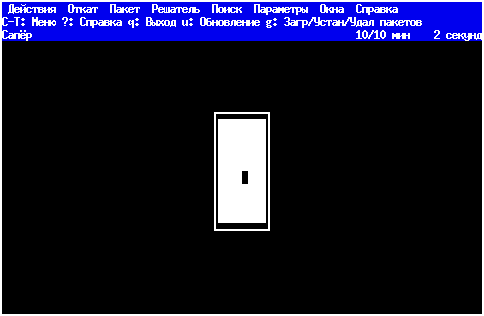 Действия Откат Пакет Решатель Поиск Параметры Окна Справка
C-T: Меню ?: Справка q: Выход u: Обновление g: Загр/Устан/Удал пакетов
Сапёр 10/10 мин 2 секунд